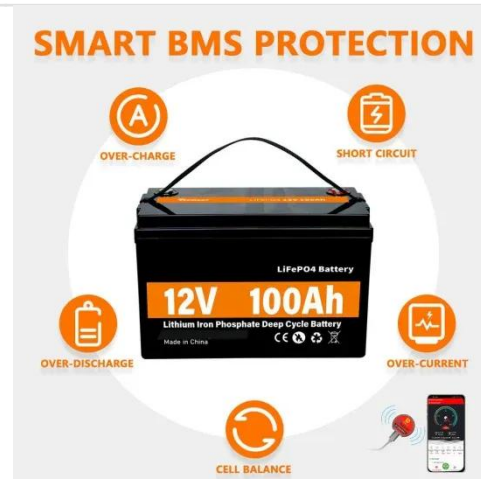 SMART BMS PROTECTION
OVER-CHARGE
SHORT CIRCUIT
LiFePO4 Battery
12V 100Ah
Lithium Iron Phosphate Deep Cycle Battery
Made in China
CE
OVER-DISCHARGE
OVER-CURRENT
CELL BALANCE